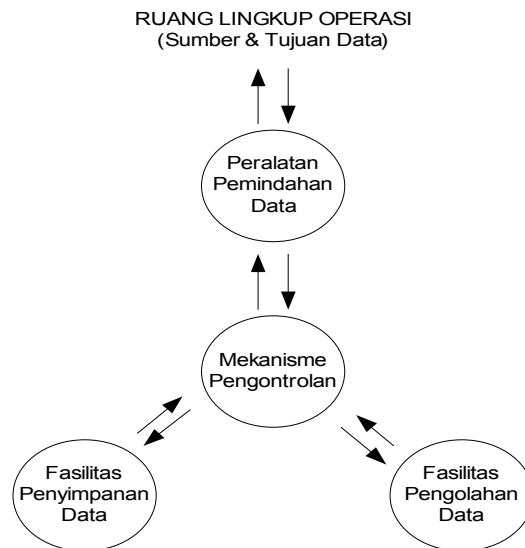 RUANG LINGKUP OPERASI
(Sumber & Tujuan Data)
Peralatan
Pemindahan
Data
Mekanisme
Pengontrolan
Fasilitas
Penyimpanan
Data
Fasilitas
Pengolahan
Data